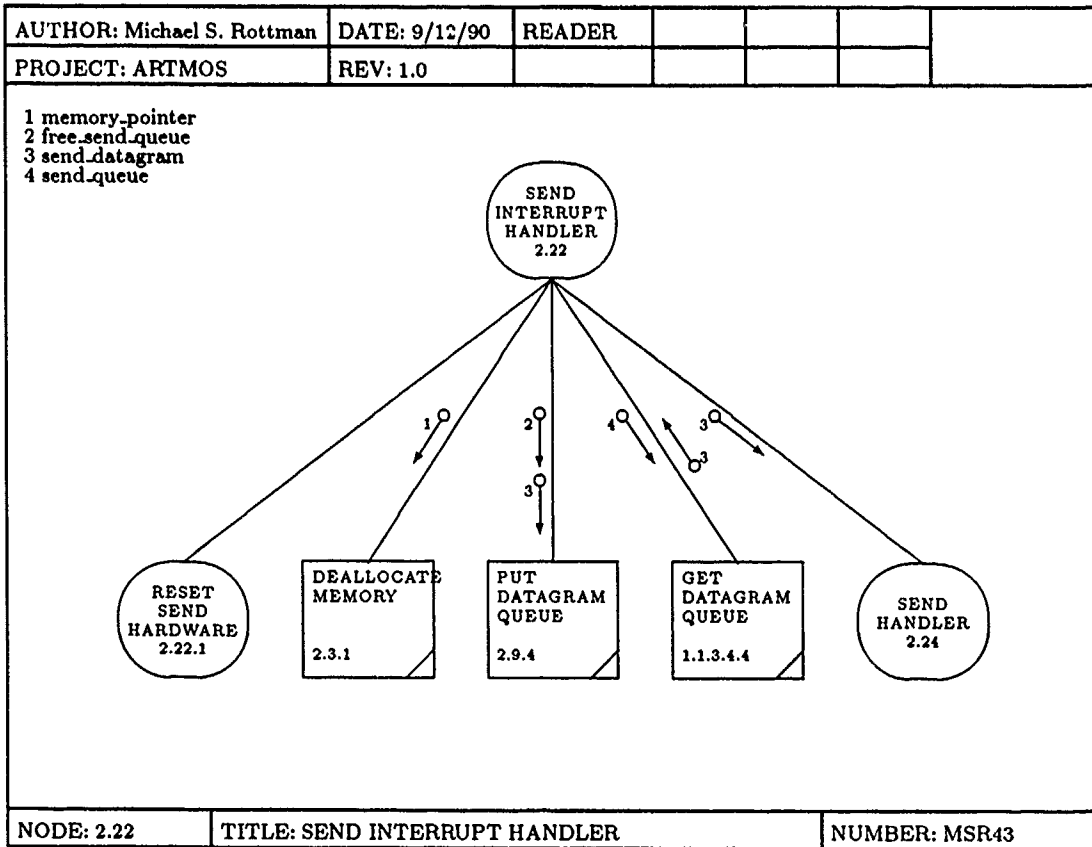 AUTHOR: Michael S. Rottman DATE: 9/12/90 READER
PROJECT: ARTMOS REV: 1.0
1 memory_pointer
2 free_send_queue
3 send_datagram
4 send_queue
SEND
INTERRUPT
HANDLER
2.22
1
2
3
4
3
3
RESET
SEND
HARDWARE
2.22.1
DEALLOCATE
MEMORY
2.3.1
PUT
DATAGRAM
QUEUE
2.9.4
GET
DATAGRAM
QUEUE
1.1.3.4.4
SEND
HANDLER
2.24
NODE: 2.22 TITLE: SEND INTERRUPT HANDLER NUMBER: MSR43